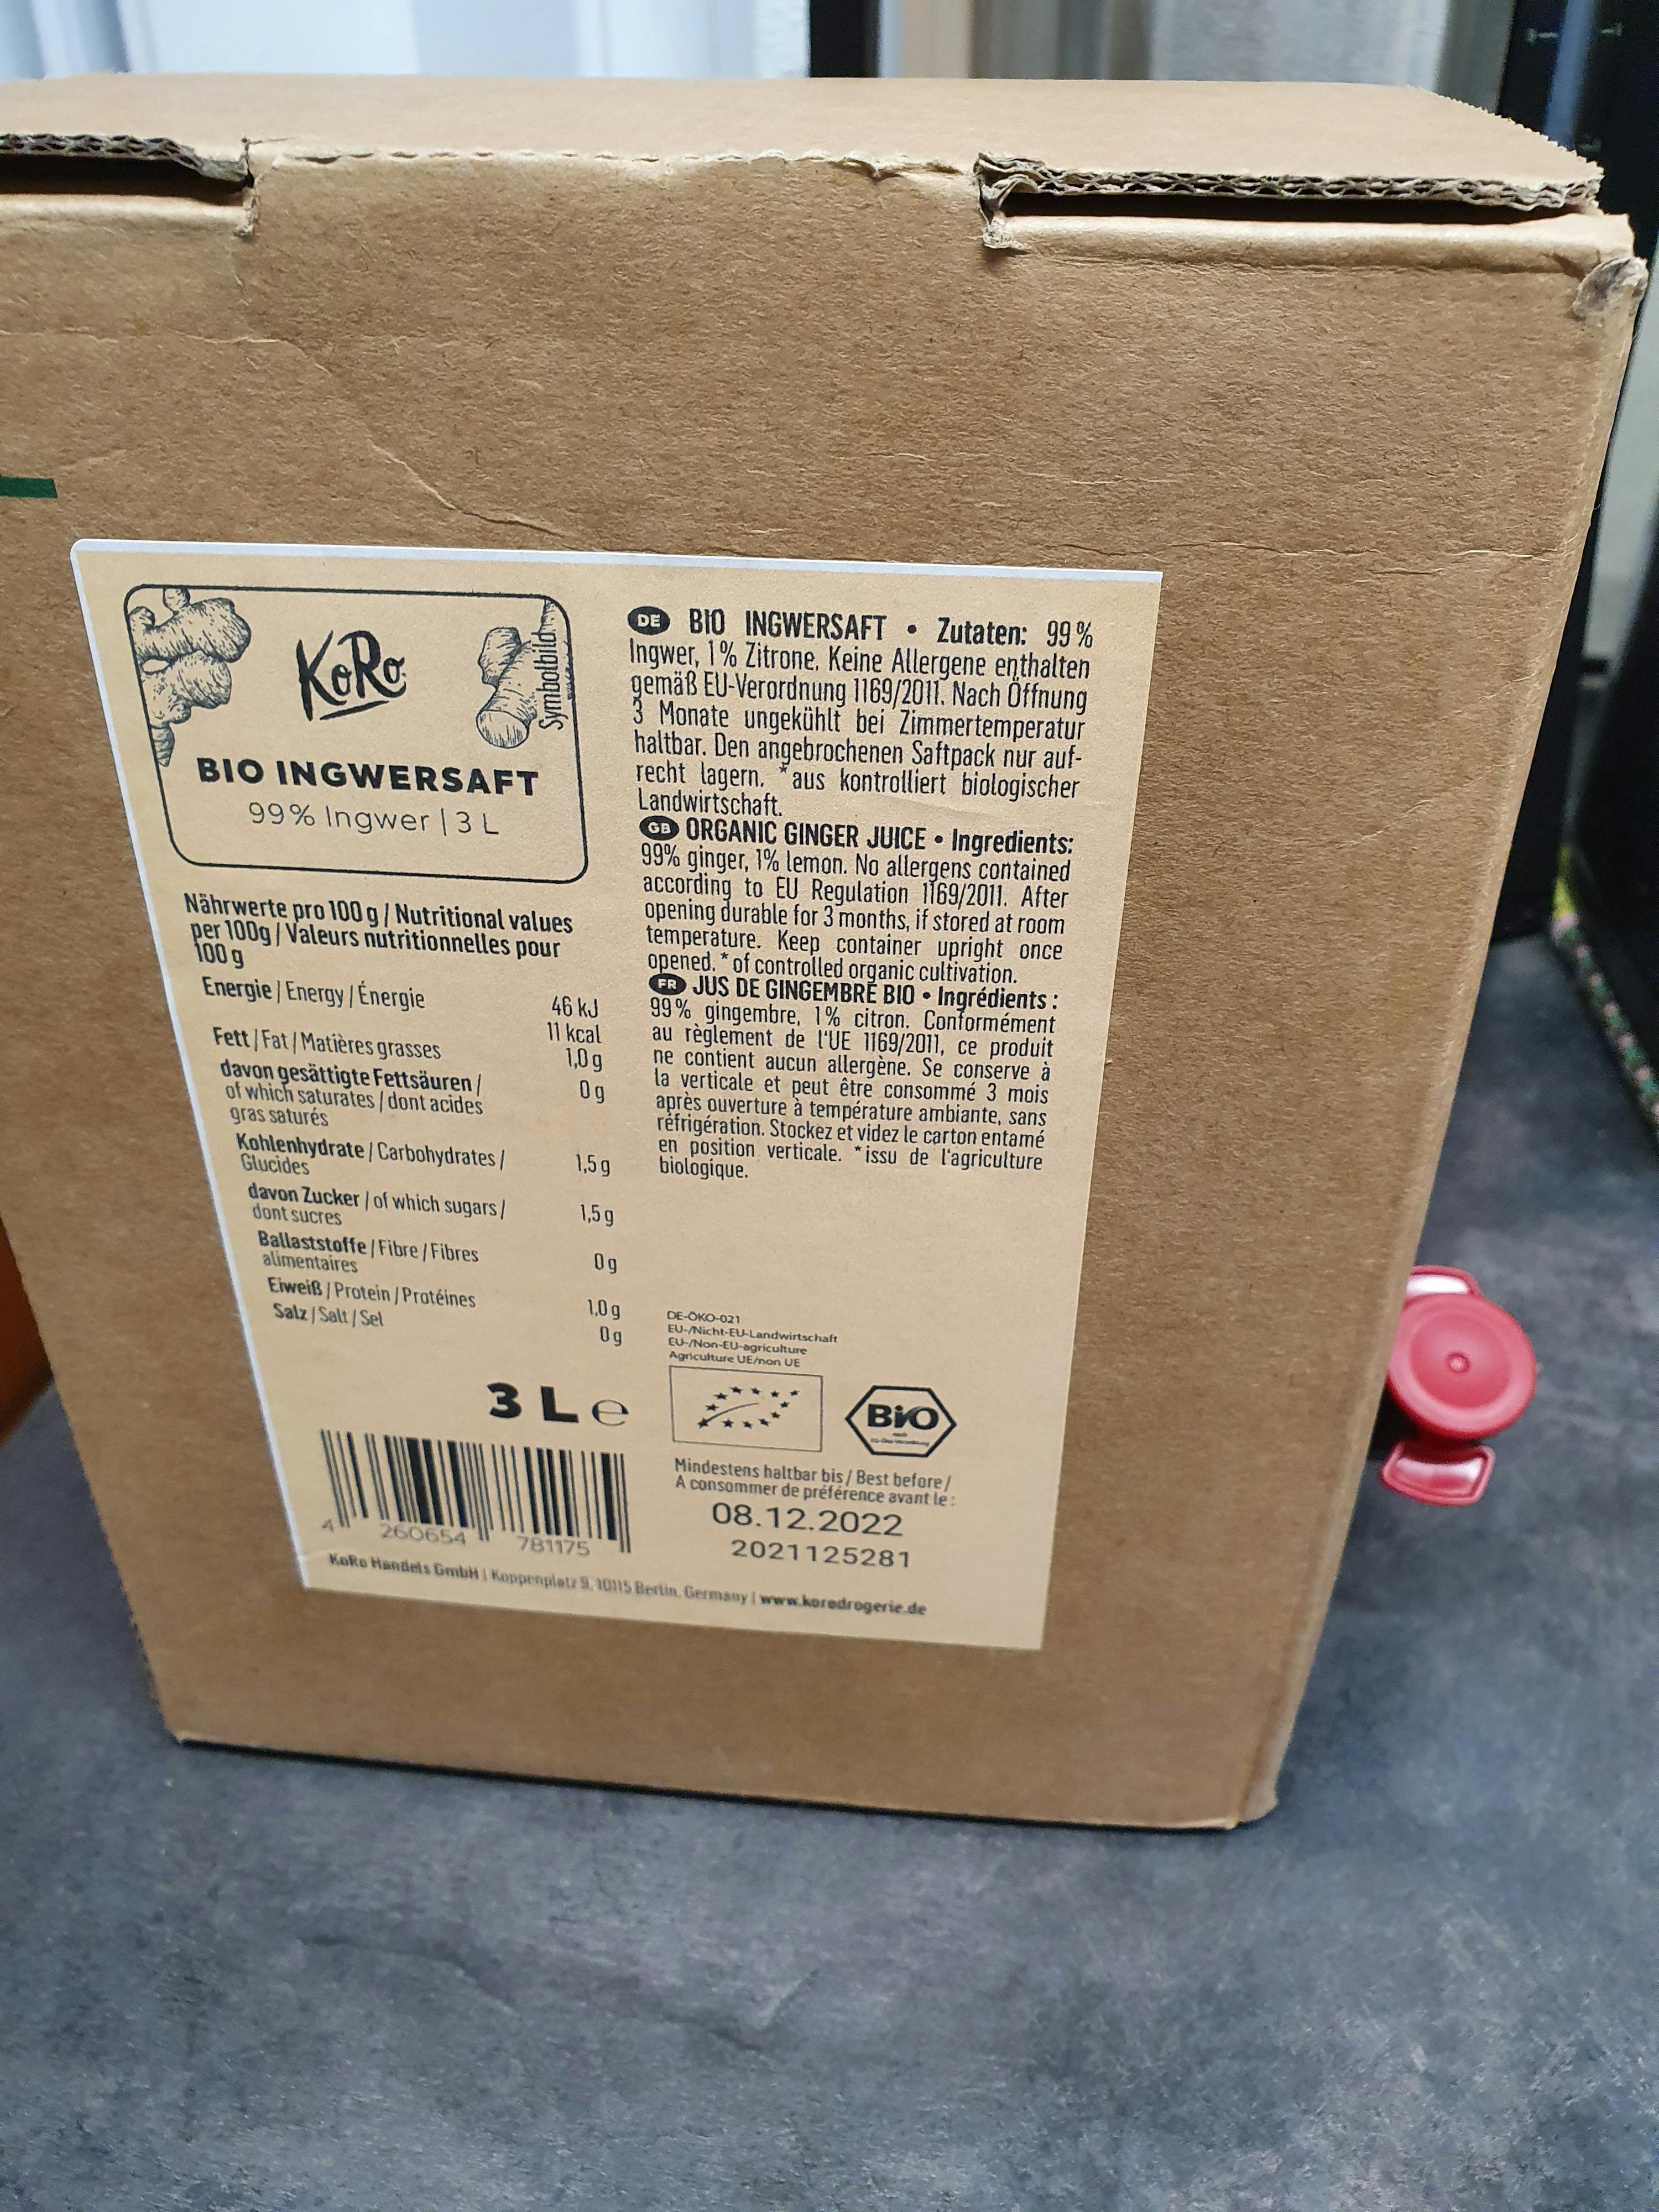 KoRo
Symbolbild
BIO INGWERSAFT
99% Ingwer | 3 L
Nährwerte pro 100 g / Nutritional values
per 100g / Valeurs nutritionnelles pour
100 g
Energie / Energy / Énergie 46 kJ
11 kcal
Fett / Fat / Matières grasses 1,0 g
davon gesättigte Fettsäuren / 0 g
of which saturates / dont acides
gras saturés
Kohlenhydrate / Carbohydrates / 1,5 g
Glucides
davon Zucker / of which sugars / 1,5 g
dont sucres
Ballaststoffe / Fibre / Fibres 0 g
alimentaires
Eiweiß / Protein / Protéines 1,0 g
Salz / Salt / Sel 0 g
3 L e
4 260654 781175
DE BIO INGWERSAFT • Zutaten: 99 %
Ingwer, 1 % Zitrone. Keine Allergene enthalten
gemäß EU-Verordnung 1169/2011. Nach Öffnung
3 Monate ungekühlt bei Zimmertemperatur
haltbar. Den angebrochenen Saftpack nur auf-
recht lagern. *aus kontrolliert biologischer
Landwirtschaft.
GB ORGANIC GINGER JUICE • Ingredients:
99% ginger, 1% lemon. No allergens contained
according to EU Regulation 1169/2011. After
opening durable for 3 months, if stored at room
temperature. Keep container upright once
opened. *of controlled organic cultivation.
FR JUS DE GINGEMBRE BIO • Ingrédients :
99 % gingembre, 1 % citron. Conformément
au règlement de l'UE 1169/2011, ce produit
ne contient aucun allergène. Se conserve à
la verticale et peut être consommé 3 mois
après ouverture à température ambiante, sans
réfrigération. Stockez et videz le carton entamé
en position verticale. *issu de l'agriculture
biologique.
DE-ÖKO-021
EU-/Nicht-EU-Landwirtschaft
EU-/Non-EU-agriculture
Agriculture UE/non UE
BiO
nach
EG-Öko-Verordnung
Mindestens haltbar bis / Best before /
A consommer de préférence avant le :
08.12.2022
2021125281
KoRo Handels GmbH | Koppenplatz 9, 10115 Berlin, Germany | www.korodrogerie.de